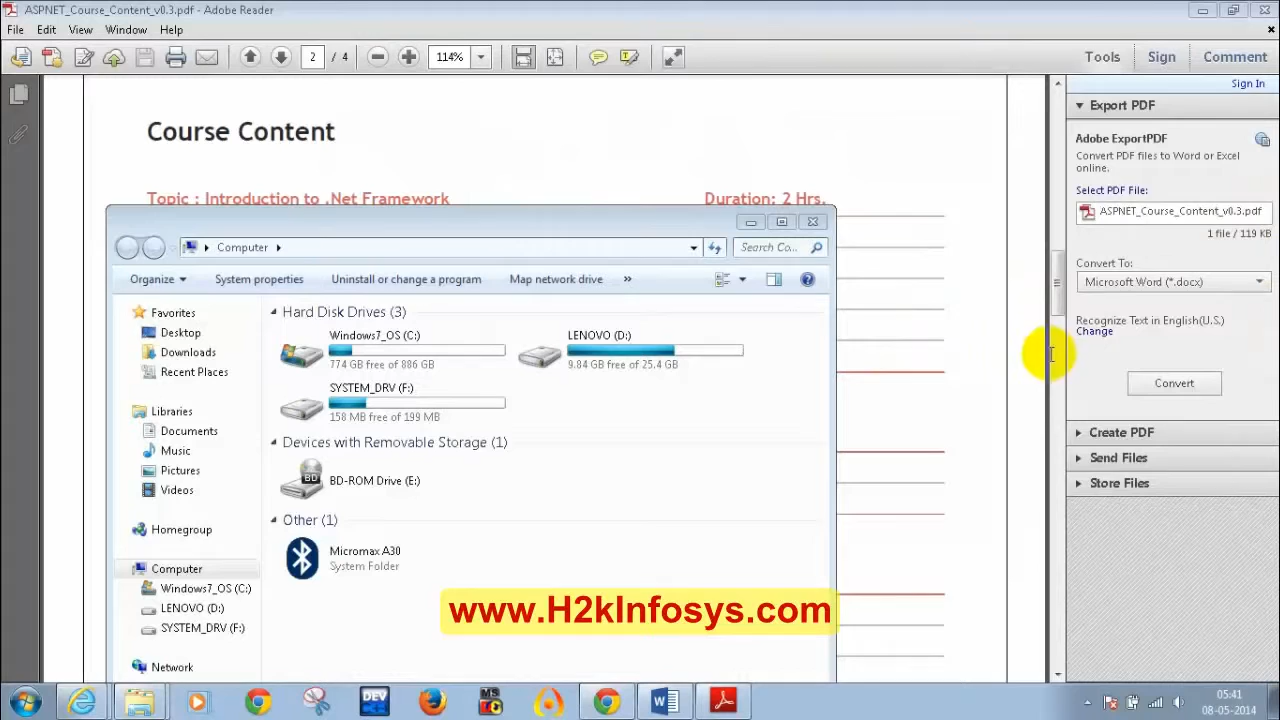 ASPNET_Course_Content_v0.3.pdf - Adobe Reader
File Edit View Window Help
2 / 4 114% Tools Sign Comment
Sign In
Course Content
Topic : Introduction to .Net Framework Duration: 2 Hrs.
Export PDF
Adobe ExportPDF
Convert PDF files to Word or Excel
online.
Select PDF File:
ASPNET_Course_Content_v0.3.pdf
1 file / 119 KB
Convert To:
Microsoft Word (*.docx)
Recognize Text in English(U.S.)
Change
Convert
Create PDF
Send Files
Store Files
Computer Search Co...
Organize System properties Uninstall or change a program Map network drive »
Favorites
Desktop
Downloads
Recent Places
Libraries
Documents
Music
Pictures
Videos
Homegroup
Computer
Windows7_OS (C:)
LENOVO (D:)
SYSTEM_DRV (F:)
Network
Hard Disk Drives (3)
Windows7_OS (C:)
774 GB free of 886 GB
LENOVO (D:)
9.84 GB free of 25.4 GB
SYSTEM_DRV (F:)
158 MB free of 199 MB
Devices with Removable Storage (1)
BD
BD-ROM Drive (E:)
Other (1)
Micromax A30
System Folder
www.H2kInfosys.com
DEV
MS
05:41
08-05-2014